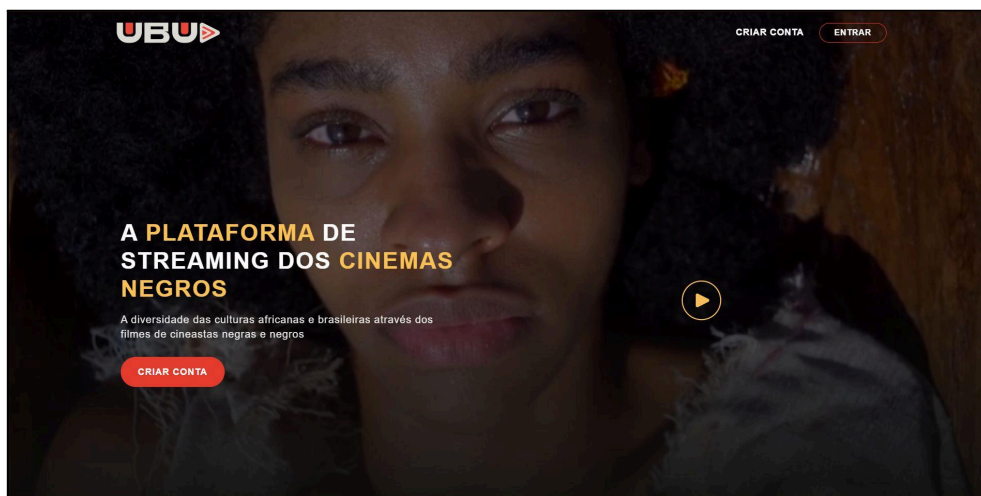 UBU
CRIAR CONTA
ENTRAR
A PLATAFORMA DE
STREAMING DOS CINEMAS
NEGROS
A diversidade das culturas africanas e brasileiras através dos
filmes de cineastas negras e negros
CRIAR CONTA